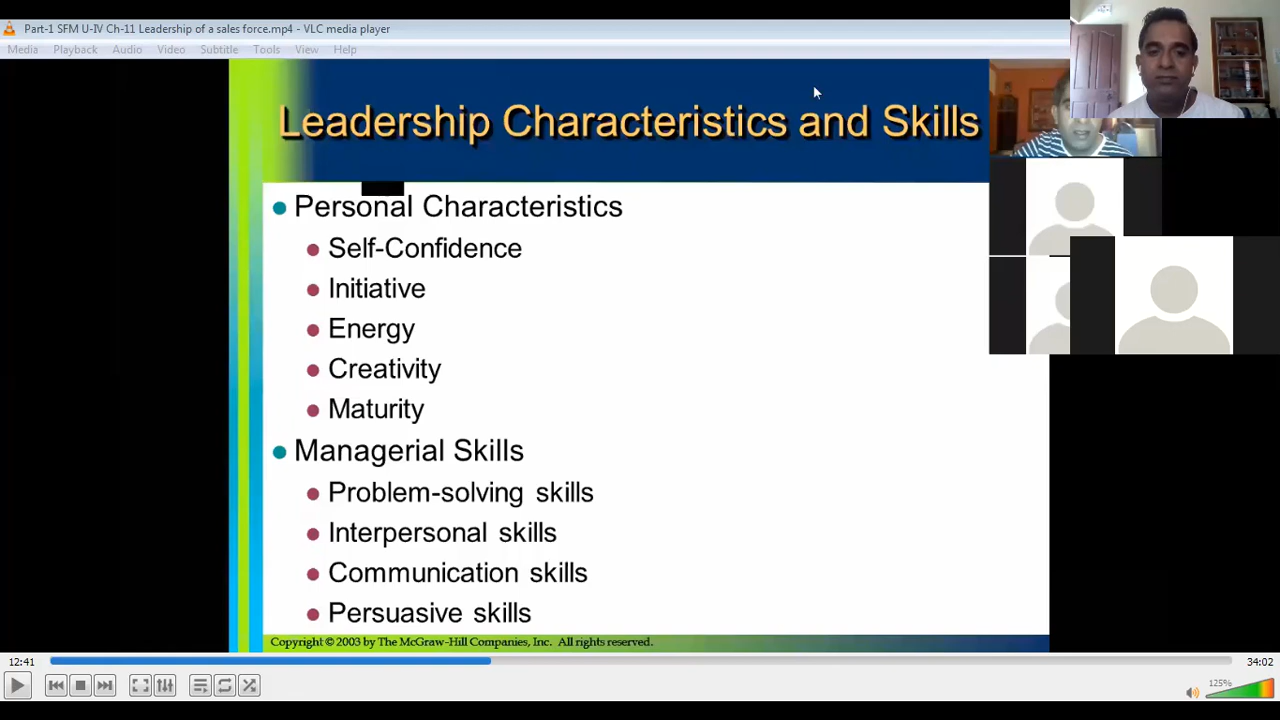 Part-1 SFM U-IV Ch-11 Leadership of a sales force.mp4 - VLC media player
Media Playback Audio Video Subtitle Tools View Help
Leadership Characteristics and Skills
Personal Characteristics
Self-Confidence
Initiative
Energy
Creativity
Maturity
Managerial Skills
Problem-solving skills
Interpersonal skills
Communication skills
Persuasive skills
Copyright © 2003 by The McGraw-Hill Companies, Inc. All rights reserved.
12:41 34:02
125%